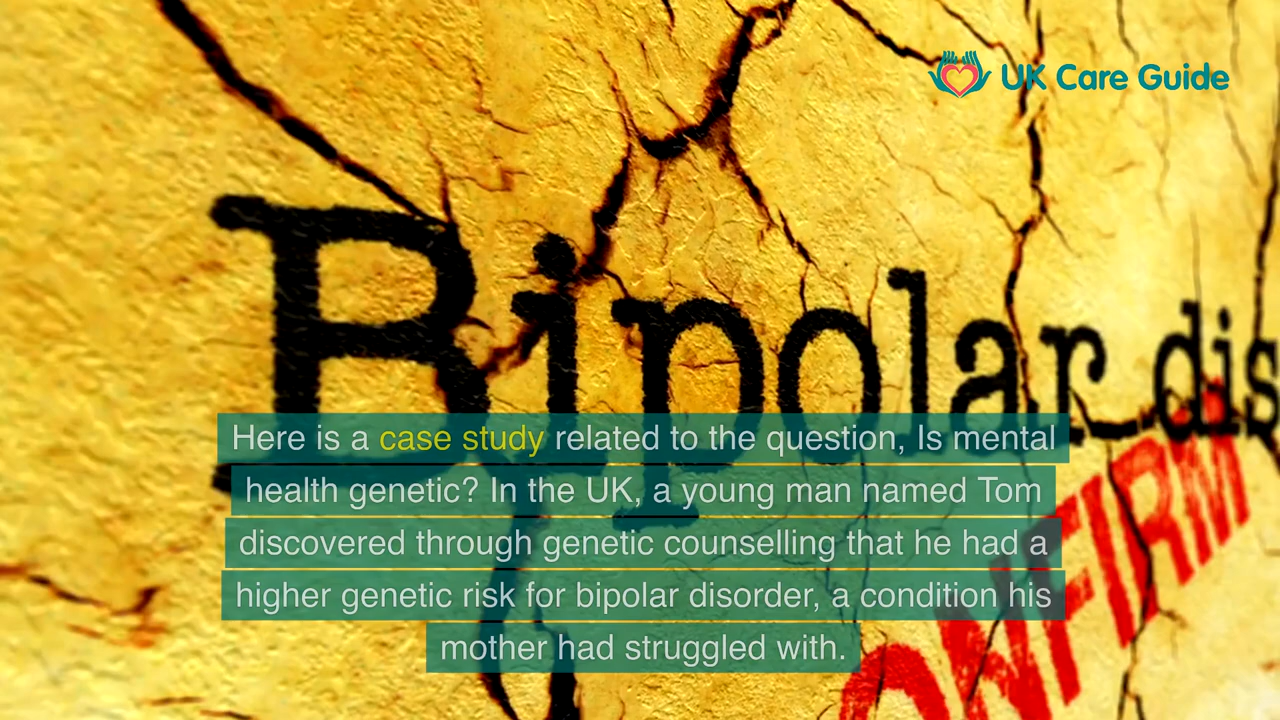 UK Care Guide
Bipolar dis
Here is a case study related to the question, Is mental
health genetic? In the UK, a young man named Tom
discovered through genetic counselling that he had a
higher genetic risk for bipolar disorder, a condition his
mother had struggled with.
ONFIRM